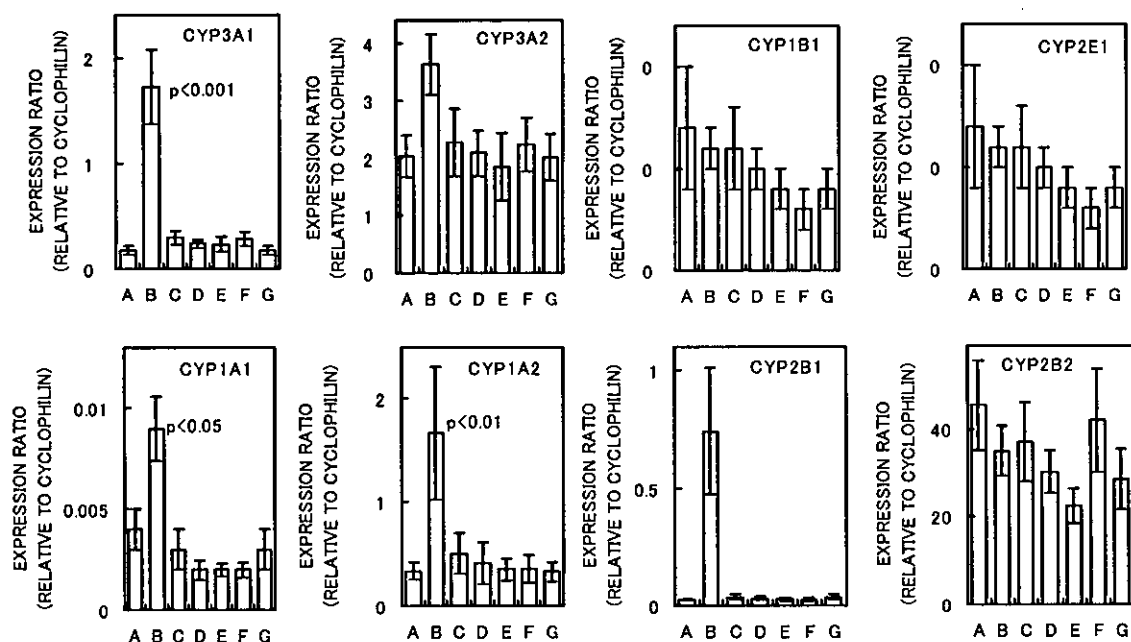 EXPRESSION RATIO
(RELATIVE TO CYCLOPHILIN)
CYP3A1
2
1
0
p<0.001
A B C D E F G
EXPRESSION RATIO
(RELATIVE TO CYCLOPHILIN)
CYP3A2
4
3
2
1
0
A B C D E F G
EXPRESSION RATIO
(RELATIVE TO CYCLOPHILIN)
CYP1B1
0
0
0
A B C D E F G
EXPRESSION RATIO
(RELATIVE TO CYCLOPHILIN)
CYP2E1
0
0
0
A B C D E F G
EXPRESSION RATIO
(RELATIVE TO CYCLOPHILIN)
CYP1A1
0.01
0.005
0
p<0.05
A B C D E F G
EXPRESSION RATIO
(RELATIVE TO CYCLOPHILIN)
CYP1A2
2
1
0
p<0.01
A B C D E F G
EXPRESSION RATIO
(RELATIVE TO CYCLOPHILIN)
CYP2B1
1
0.5
0
A B C D E F G
EXPRESSION RATIO
(RELATIVE TO CYCLOPHILIN)
CYP2B2
40
20
0
A B C D E F G